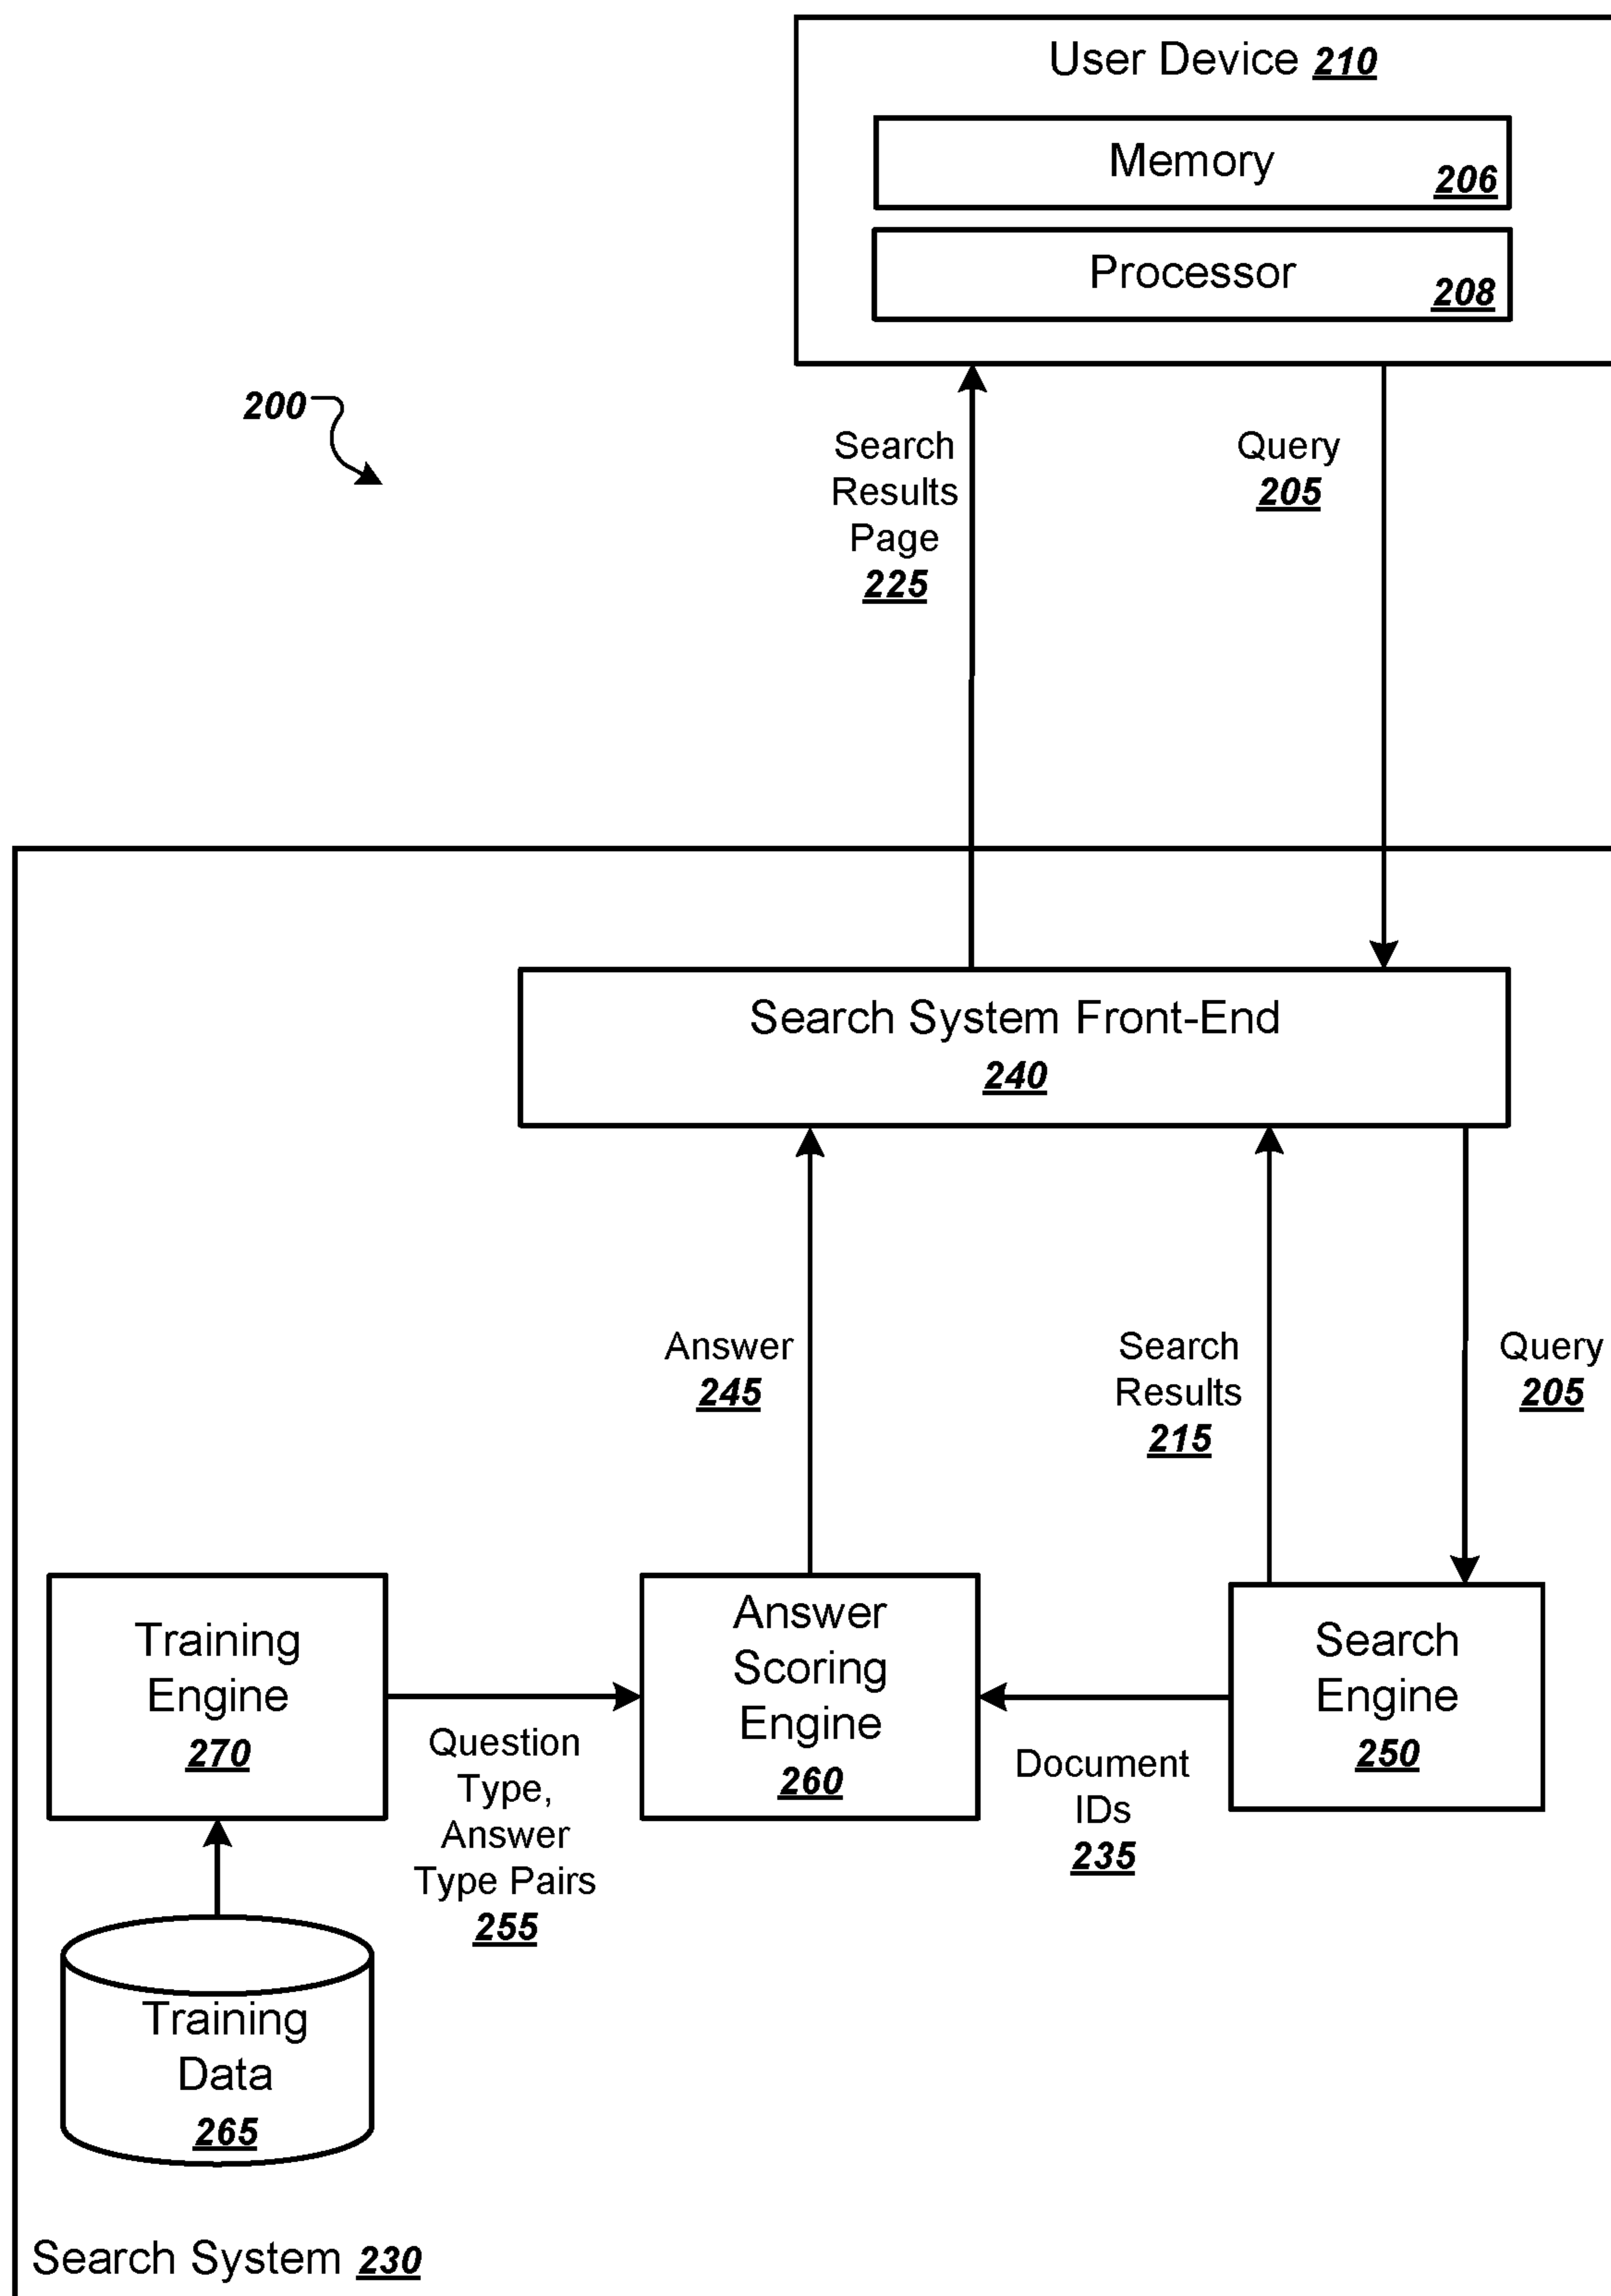 User Device 210
Memory
206
Processor
208
200
Search
Results
Page
225
Query
205
Search System Front-End
240
Answer
245
Search
Results
215
Query
205
Training
Engine
270
Question
Type,
Answer
Type Pairs
255
Answer
Scoring
Engine
260
Document
IDs
235
Search
Engine
250
Training
Data
265
Search System 230